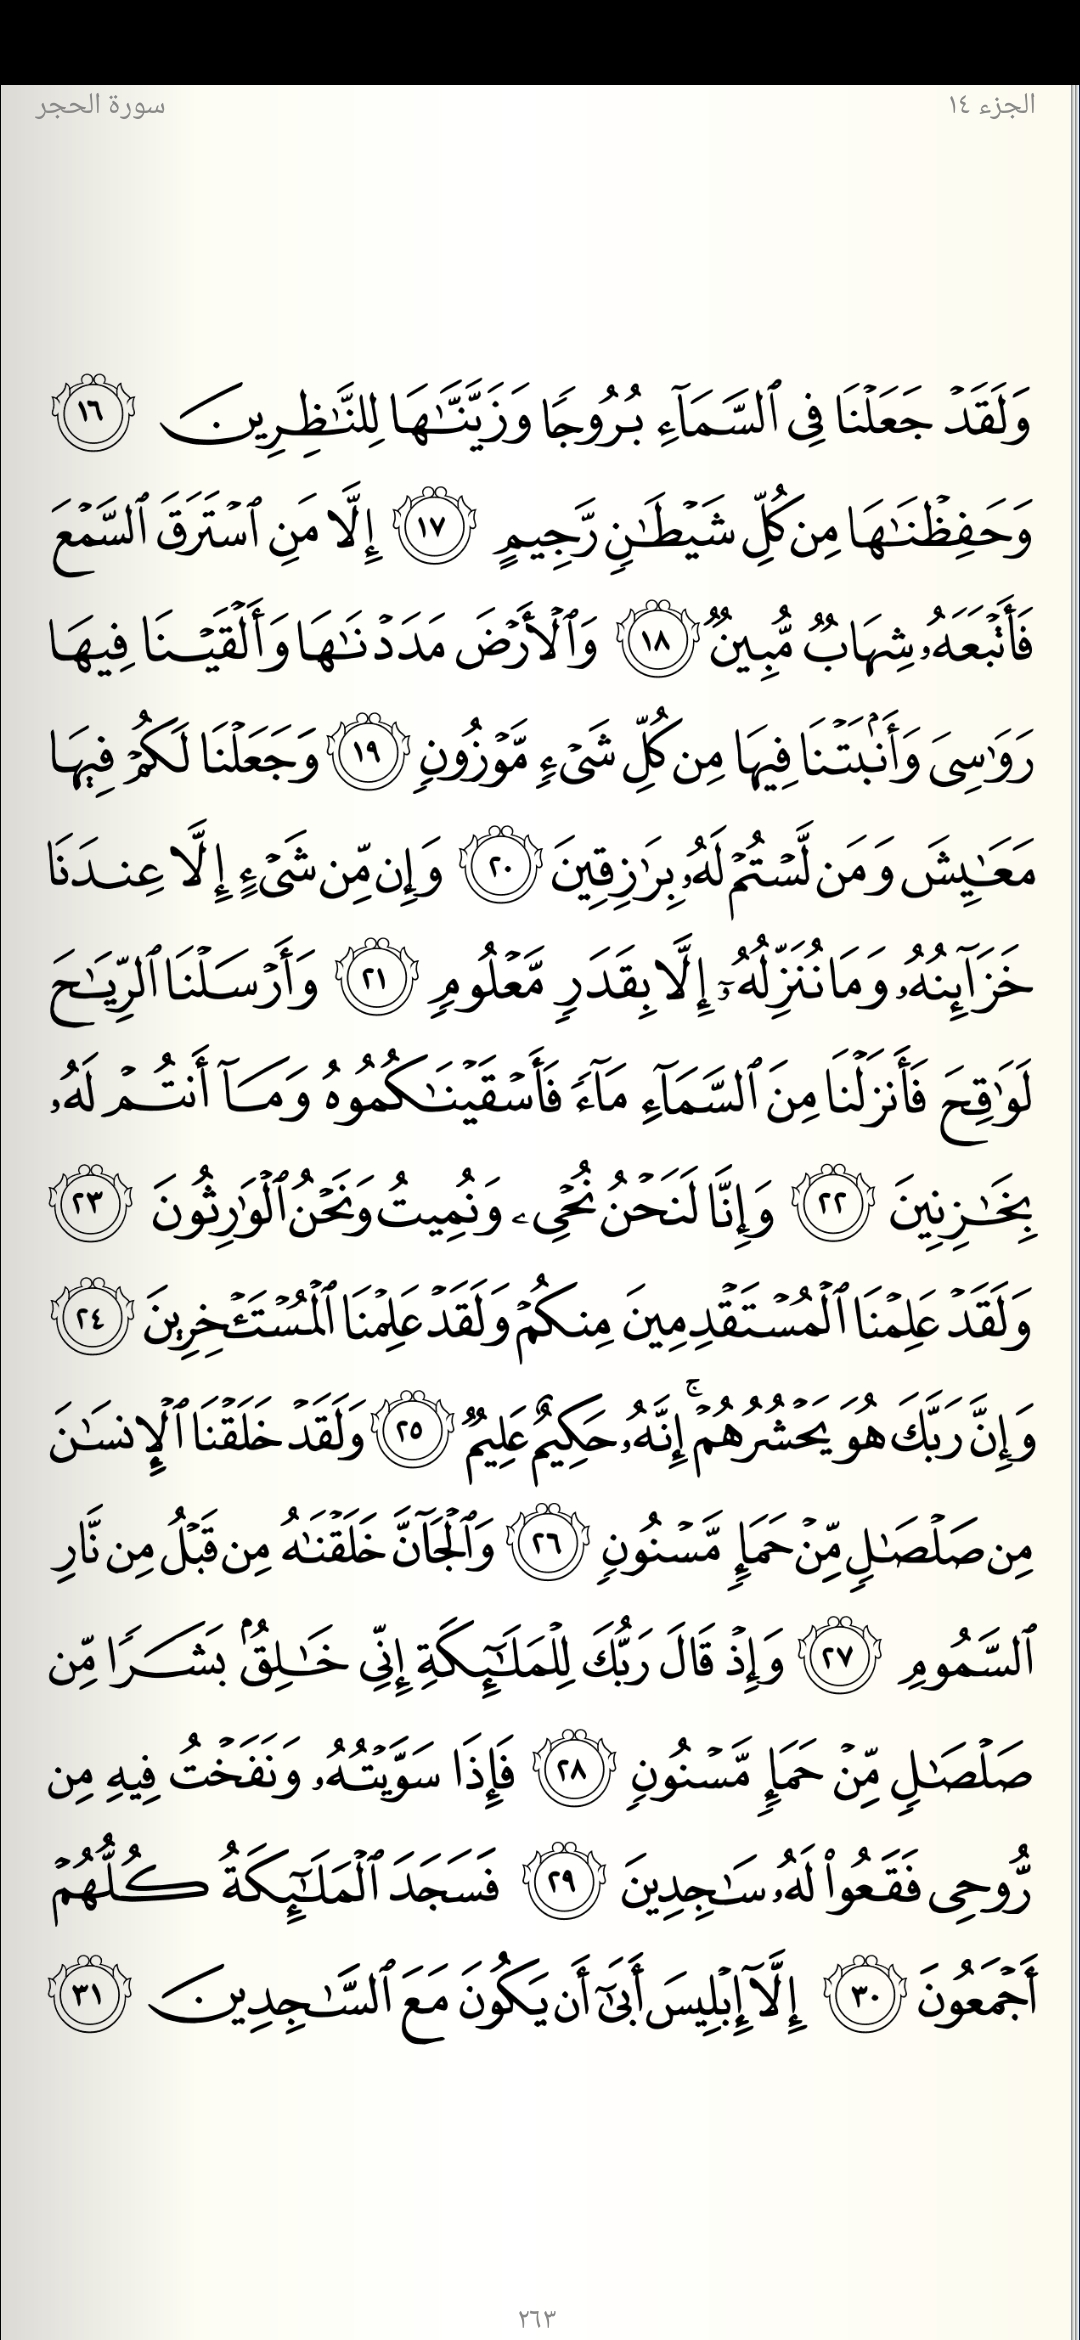 الجزء ١٤
سورة الحجر
وَلَقَدْ جَعَلْنَا فِى ٱلسَّمَآءِ بُرُوجًا وَزَيَّنَّـٰهَا لِلنَّـٰظِرِينَ ١٦
وَحَفِظْنَـٰهَا مِن كُلِّ شَيْطَـٰنٍ رَّجِيمٍ ١٧ إِلَّا مَنِ ٱسْتَرَقَ ٱلسَّمْعَ
فَأَتْبَعَهُۥ شِهَابٌ مُّبِينٌ ١٨ وَٱلْأَرْضَ مَدَدْنَـٰهَا وَأَلْقَيْنَا فِيهَا
رَوَٰسِىَ وَأَنۢبَتْنَا فِيهَا مِن كُلِّ شَىْءٍ مَّوْزُونٍ ١٩ وَجَعَلْنَا لَكُمْ فِيهَا
مَعَـٰيِشَ وَمَن لَّسْتُمْ لَهُۥ بِرَٰزِقِينَ ٢٠ وَإِن مِّن شَىْءٍ إِلَّا عِندَنَا
خَزَآئِنُهُۥ وَمَا نُنَزِّلُهُۥٓ إِلَّا بِقَدَرٍ مَّعْلُومٍ ٢١ وَأَرْسَلْنَا ٱلرِّيَـٰحَ
لَوَٰقِحَ فَأَنزَلْنَا مِنَ ٱلسَّمَآءِ مَآءً فَأَسْقَيْنَـٰكُمُوهُ وَمَآ أَنتُمْ لَهُۥ
بِخَـٰزِنِينَ ٢٢ وَإِنَّا لَنَحْنُ نُحْىِۦ وَنُمِيتُ وَنَحْنُ ٱلْوَٰرِثُونَ ٢٣
وَلَقَدْ عَلِمْنَا ٱلْمُسْتَقْدِمِينَ مِنكُمْ وَلَقَدْ عَلِمْنَا ٱلْمُسْتَـْٔخِرِينَ ٢٤
وَإِنَّ رَبَّكَ هُوَ يَحْشُرُهُمْ ۚ إِنَّهُۥ حَكِيمٌ عَلِيمٌ ٢٥ وَلَقَدْ خَلَقْنَا ٱلْإِنسَـٰنَ
مِن صَلْصَـٰلٍ مِّنْ حَمَإٍ مَّسْنُونٍ ٢٦ وَٱلْجَآنَّ خَلَقْنَـٰهُ مِن قَبْلُ مِن نَّارِ
ٱلسَّمُومِ ٢٧ وَإِذْ قَالَ رَبُّكَ لِلْمَلَـٰٓئِكَةِ إِنِّى خَـٰلِقٌۢ بَشَرًا مِّن
صَلْصَـٰلٍ مِّنْ حَمَإٍ مَّسْنُونٍ ٢٨ فَإِذَا سَوَّيْتُهُۥ وَنَفَخْتُ فِيهِ مِن
رُّوحِى فَقَعُوا۟ لَهُۥ سَـٰجِدِينَ ٢٩ فَسَجَدَ ٱلْمَلَـٰٓئِكَةُ كُلُّهُمْ
أَجْمَعُونَ ٣٠ إِلَّآ إِبْلِيسَ أَبَىٰٓ أَن يَكُونَ مَعَ ٱلسَّـٰجِدِينَ ٣١
٢٦٣